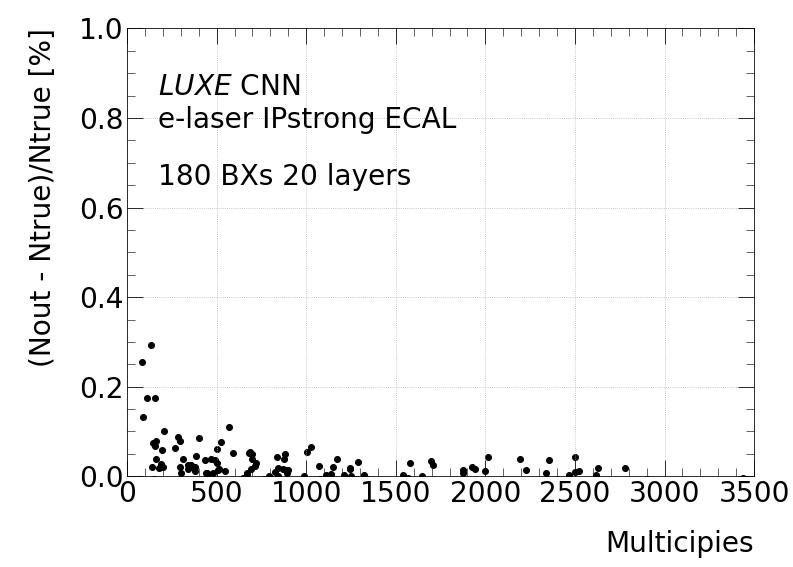 (Nout - Ntrue)/Ntrue [%]
1.0
0.8
0.6
0.4
0.2
0.0
LUXE CNN
e-laser IPstrong ECAL
180 BXs 20 layers
0 500 1000 1500 2000 2500 3000 3500
Multicipies